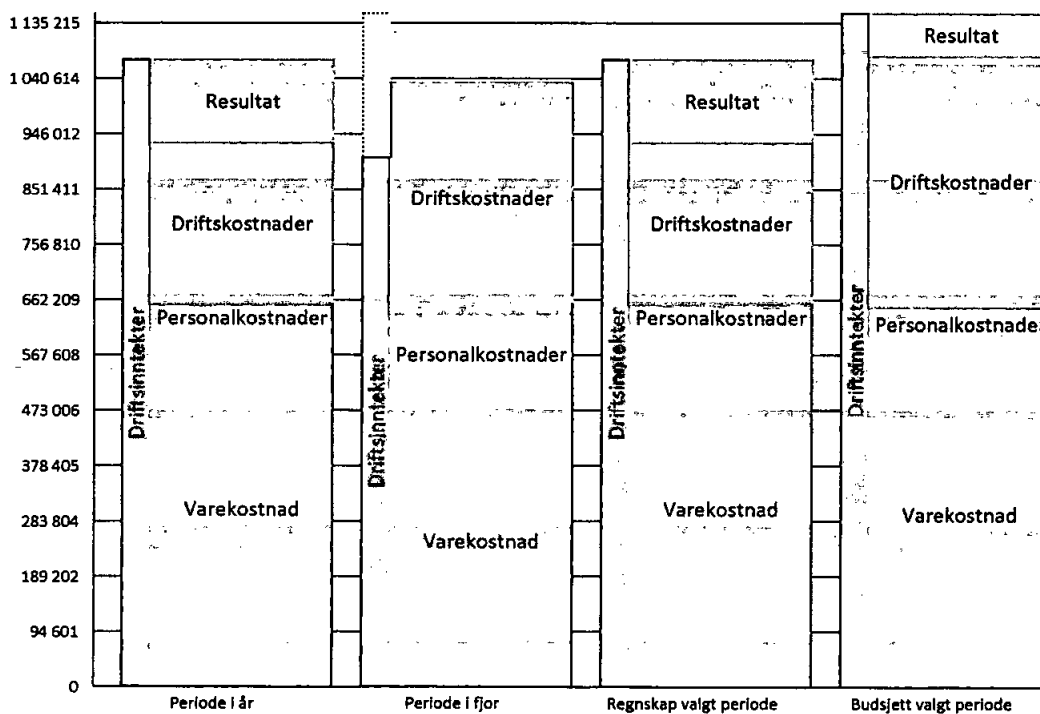 1 135 215
1 040 614
946 012
851 411
756 810
662 209
567 608
473 006
378 405
283 804
189 202
94 601
0
Driftsinntekter
Resultat
Driftskostnader
Personalkostnader
Varekostnad
Periode i år
Driftsinntekter
Driftskostnader
Personalkostnader
Varekostnad
Periode i fjor
Driftsinntekter
Resultat
Driftskostnader
Personalkostnader
Varekostnad
Regnskap valgt periode
Driftsinntekter
Resultat
Driftskostnader
Personalkostnade
Varekostnad
Budsjett valgt periode